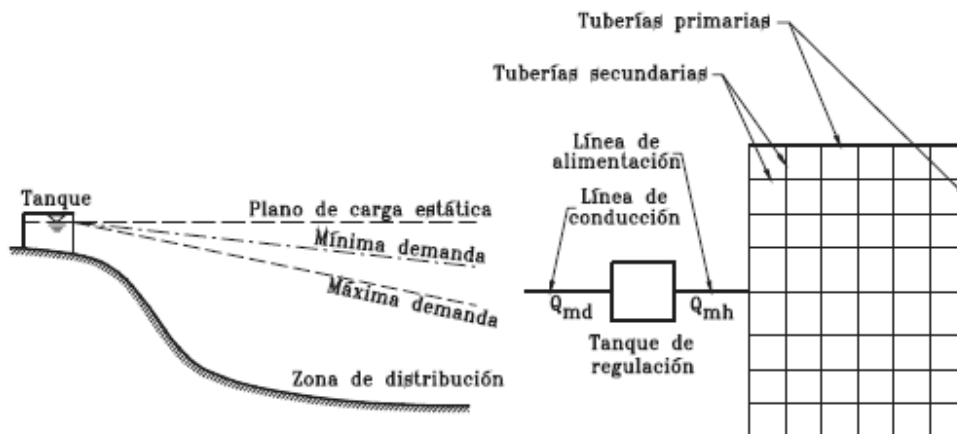 Tanque
Plano de carga estática
Mínima demanda
Máxima demanda
Zona de distribución
Tuberías primarias
Tuberías secundarias
Línea de
alimentación
Línea de
conducción
Qmd
Qmh
Tanque de
regulación